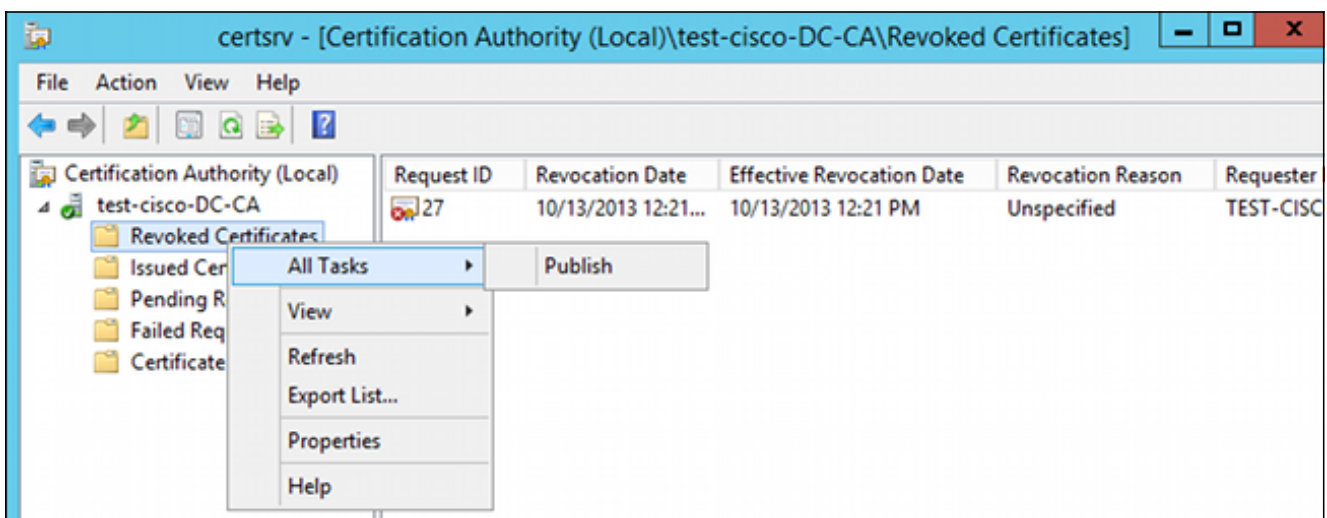 certsrv - [Certification Authority (Local)\test-cisco-DC-CA\Revoked Certificates]
File Action View Help
Certification Authority (Local)
test-cisco-DC-CA
Revoked Certificates
Issued Cer
Pending R
Failed Req
Certificate
Request ID Revocation Date Effective Revocation Date Revocation Reason Requester
27 10/13/2013 12:21... 10/13/2013 12:21 PM Unspecified TEST-CISC
All Tasks
Publish
View
Refresh
Export List...
Properties
Help